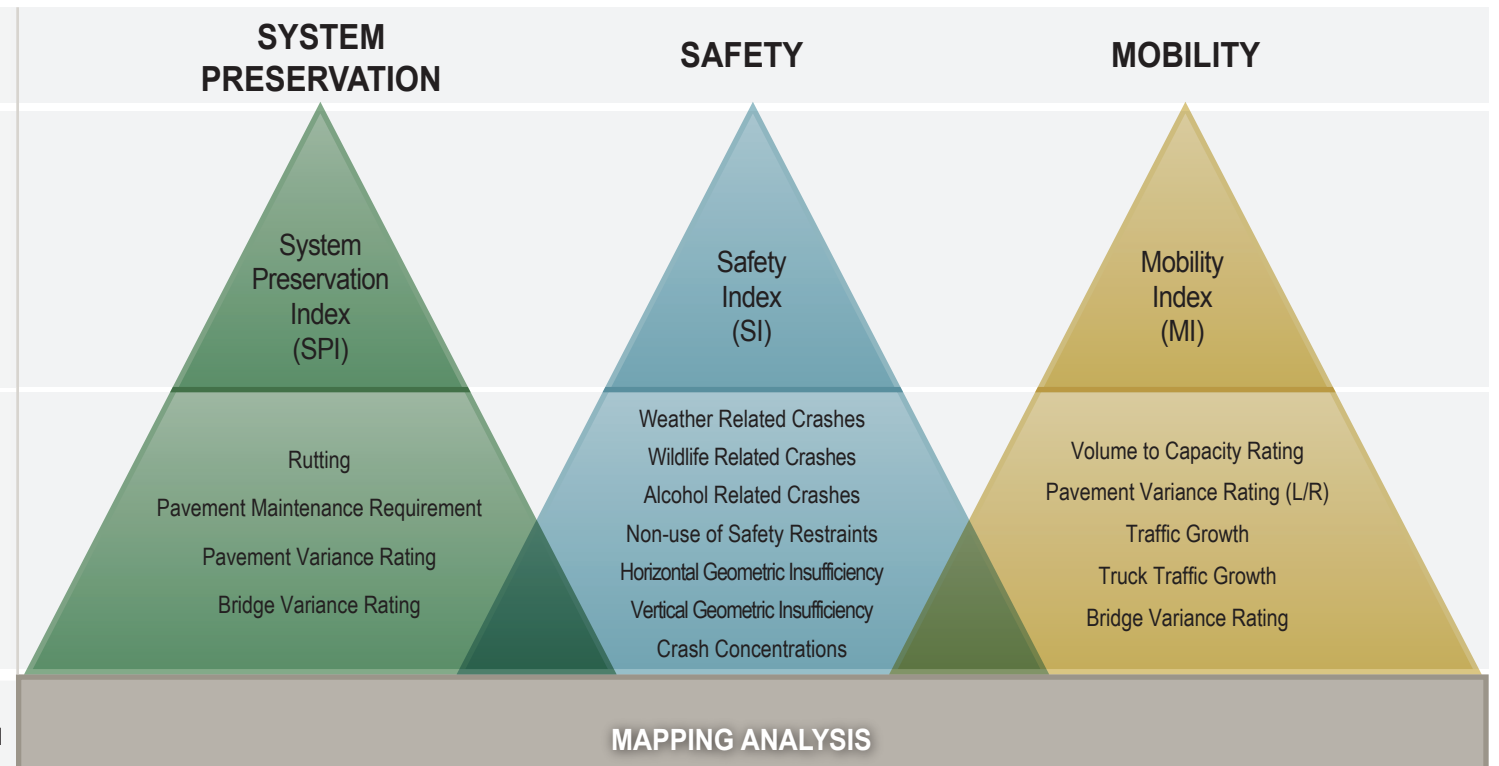 SYSTEM
PRESERVATION
SAFETY
MOBILITY
System
Preservation
Index
(SPI)
Safety
Index
(SI)
Mobility
Index
(MI)
Rutting
Pavement Maintenance Requirement
Pavement Variance Rating
Bridge Variance Rating
Weather Related Crashes
Wildlife Related Crashes
Alcohol Related Crashes
Non-use of Safety Restraints
Horizontal Geometric Insufficiency
Vertical Geometric Insufficiency
Crash Concentrations
Volume to Capacity Rating
Pavement Variance Rating (L/R)
Traffic Growth
Truck Traffic Growth
Bridge Variance Rating
MAPPING ANALYSIS